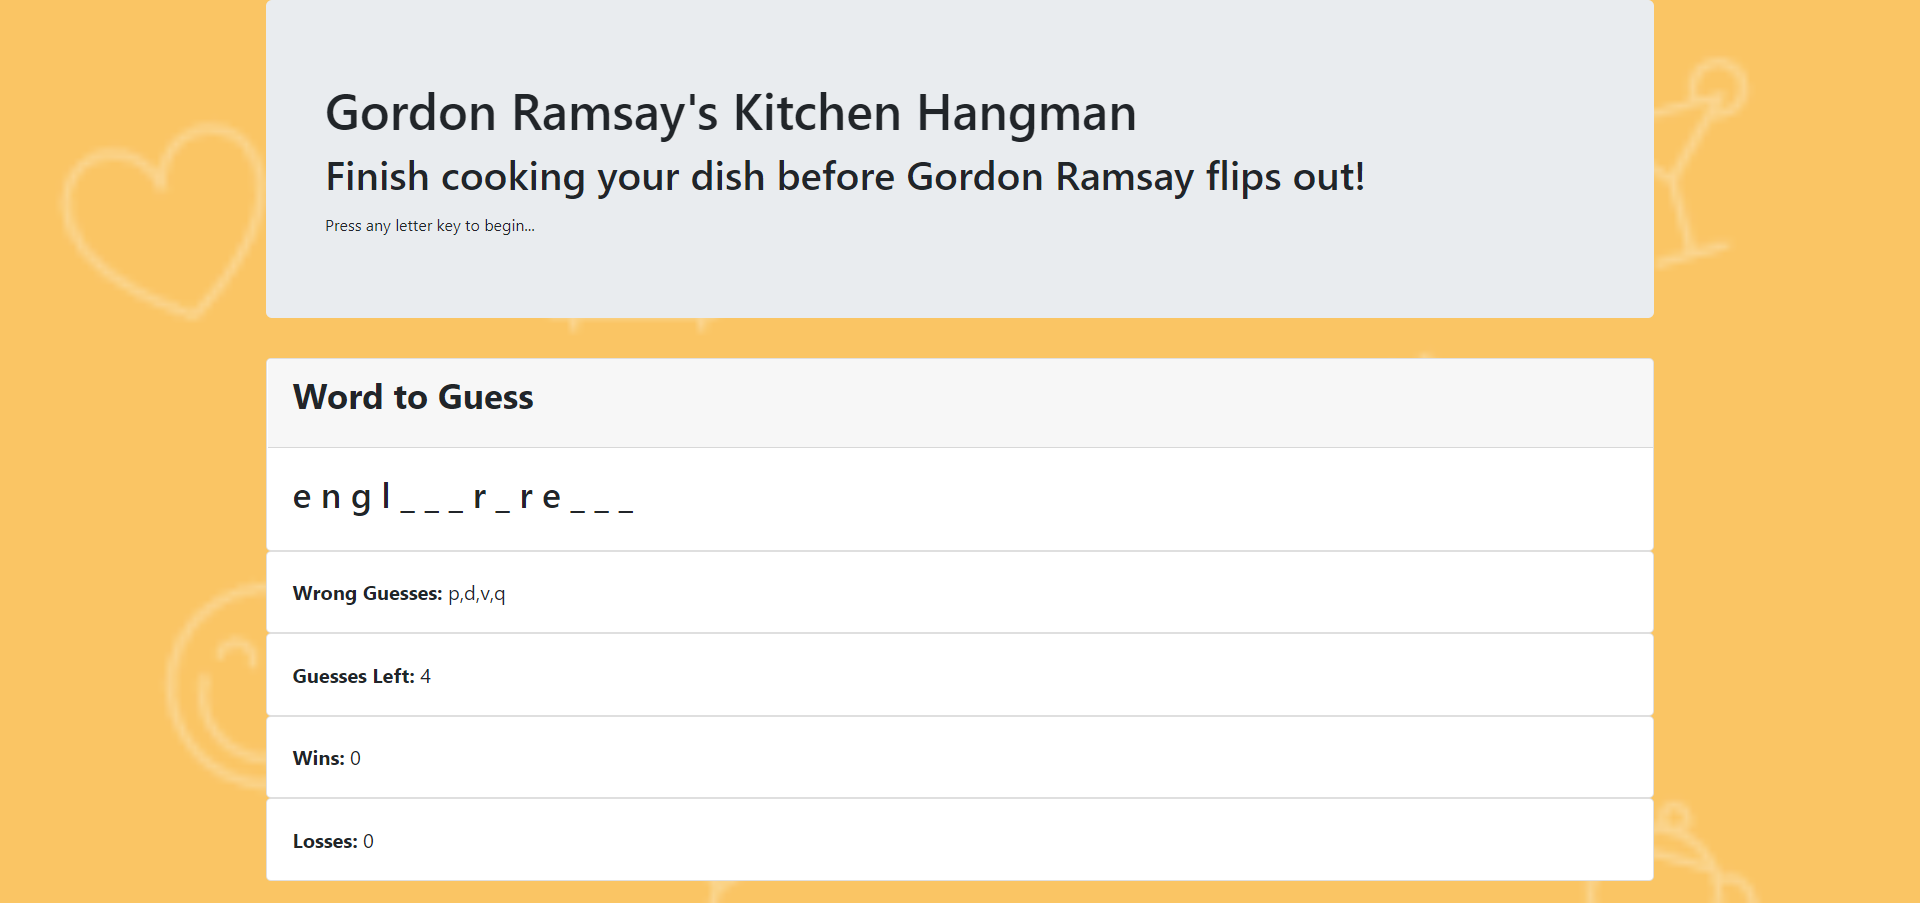 Gordon Ramsay's Kitchen Hangman
Finish cooking your dish before Gordon Ramsay flips out!
Press any letter key to begin...
Word to Guess
e n g l _ _ _ r _ r e _ _ _
Wrong Guesses: p,d,v,q
Guesses Left: 4
Wins: 0
Losses: 0